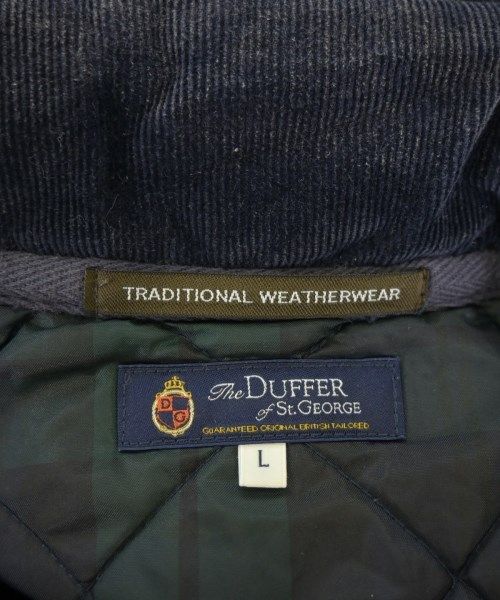 TRADITIONAL WEATHERWEAR
The DUFFER
of St. GEORGE
D
G
GUARANTEED ORIGINAL BRITISH TAILORED
L